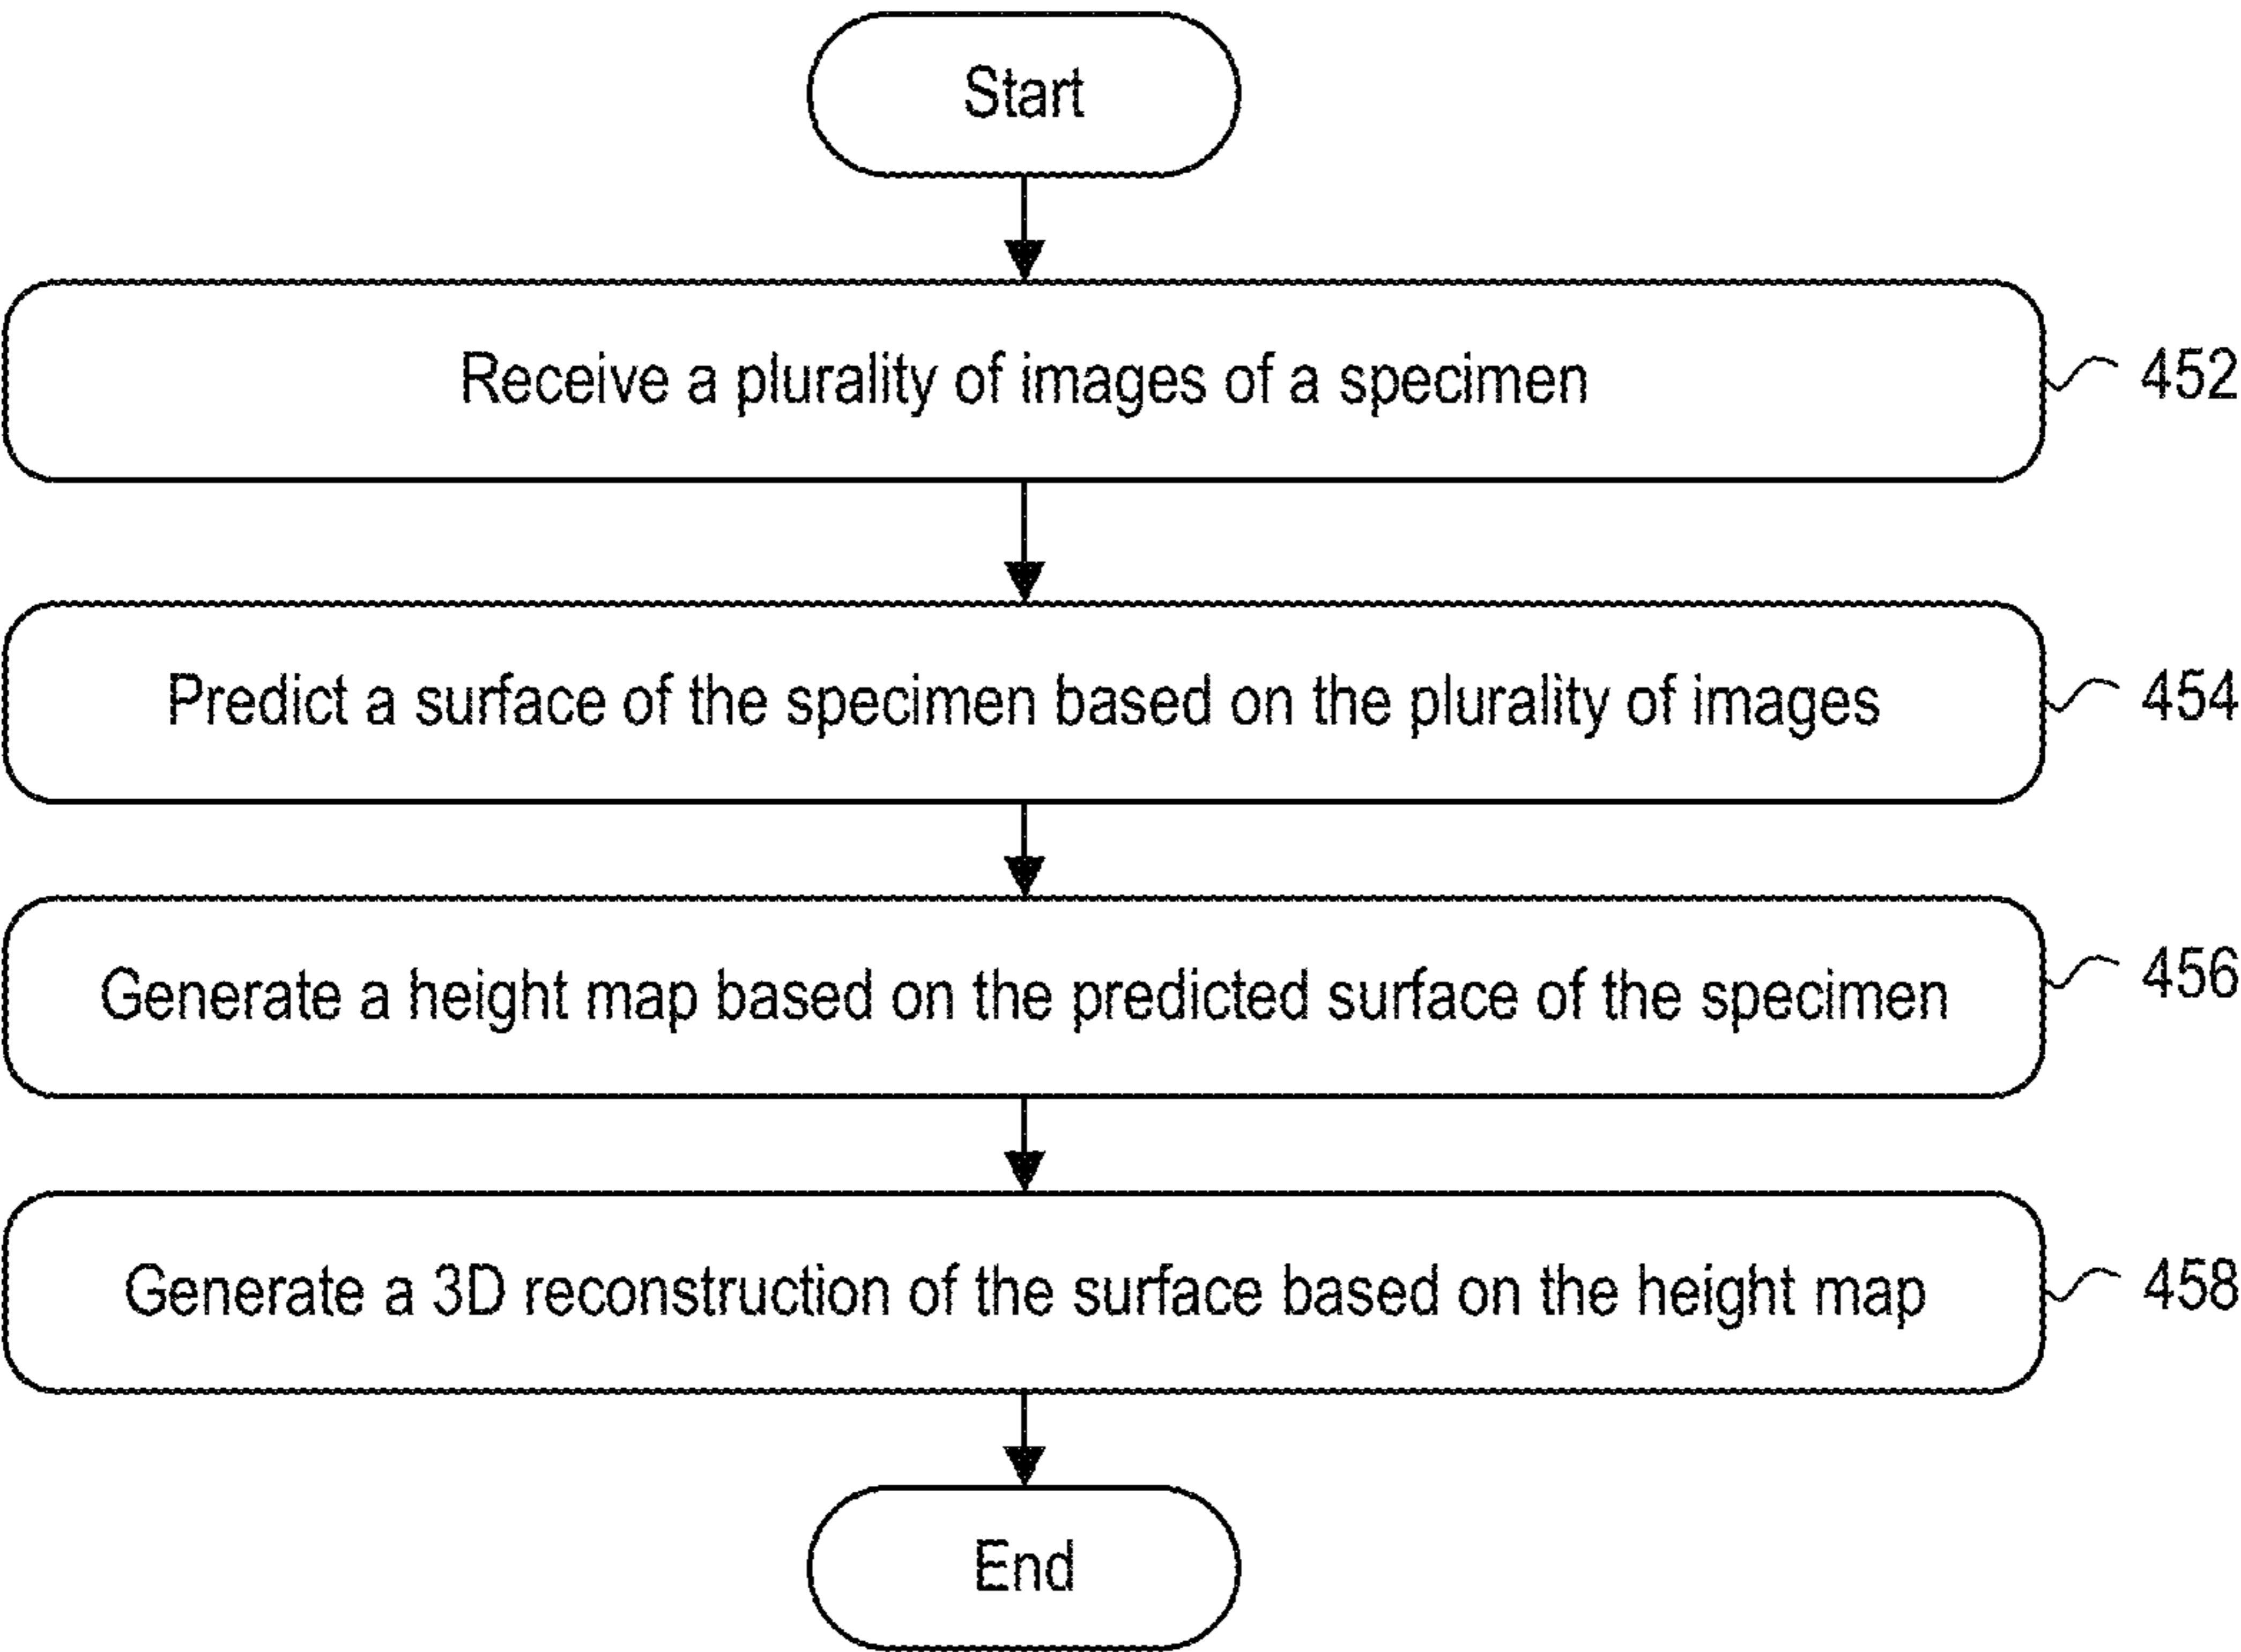 Start
Receive a plurality of images of a specimen
452
Predict a surface of the specimen based on the plurality of images
454
Generate a height map based on the predicted surface of the specimen
456
Generate a 3D reconstruction of the surface based on the height map
458
End